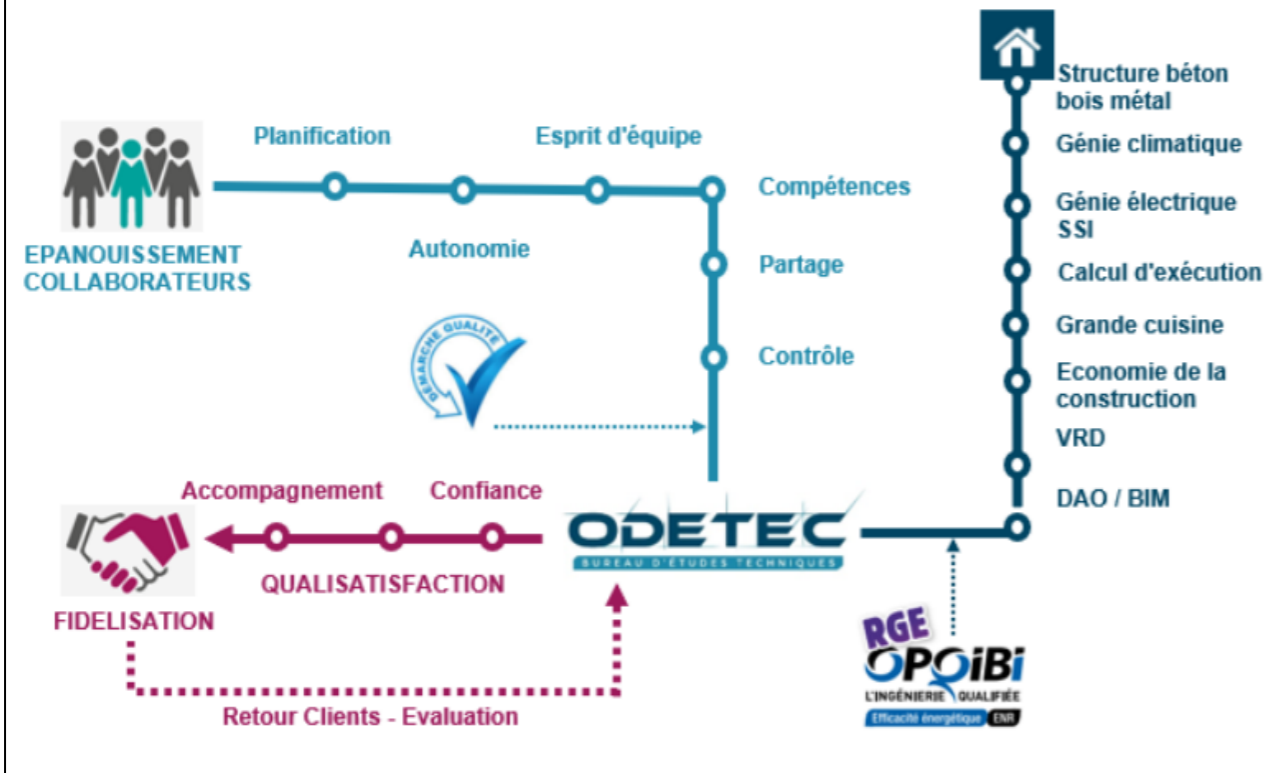 Structure béton
bois métal
Planification
Esprit d'équipe
Génie climatique
Compétences
Génie électrique
SSI
EPANOUISSEMENT
COLLABORATEURS
Autonomie
Partage
Calcul d'exécution
DEMARCHE QUALITÉ
Grande cuisine
Contrôle
Economie de la
construction
VRD
Accompagnement
Confiance
DAO / BIM
ODETEC
BUREAU D'ÉTUDES TECHNIQUES
QUALISATISFACTION
FIDELISATION
RGE
OPQiBi
L'INGÉNIERIE QUALIFIÉE
Efficacité énergétique ENR
Retour Clients - Evaluation